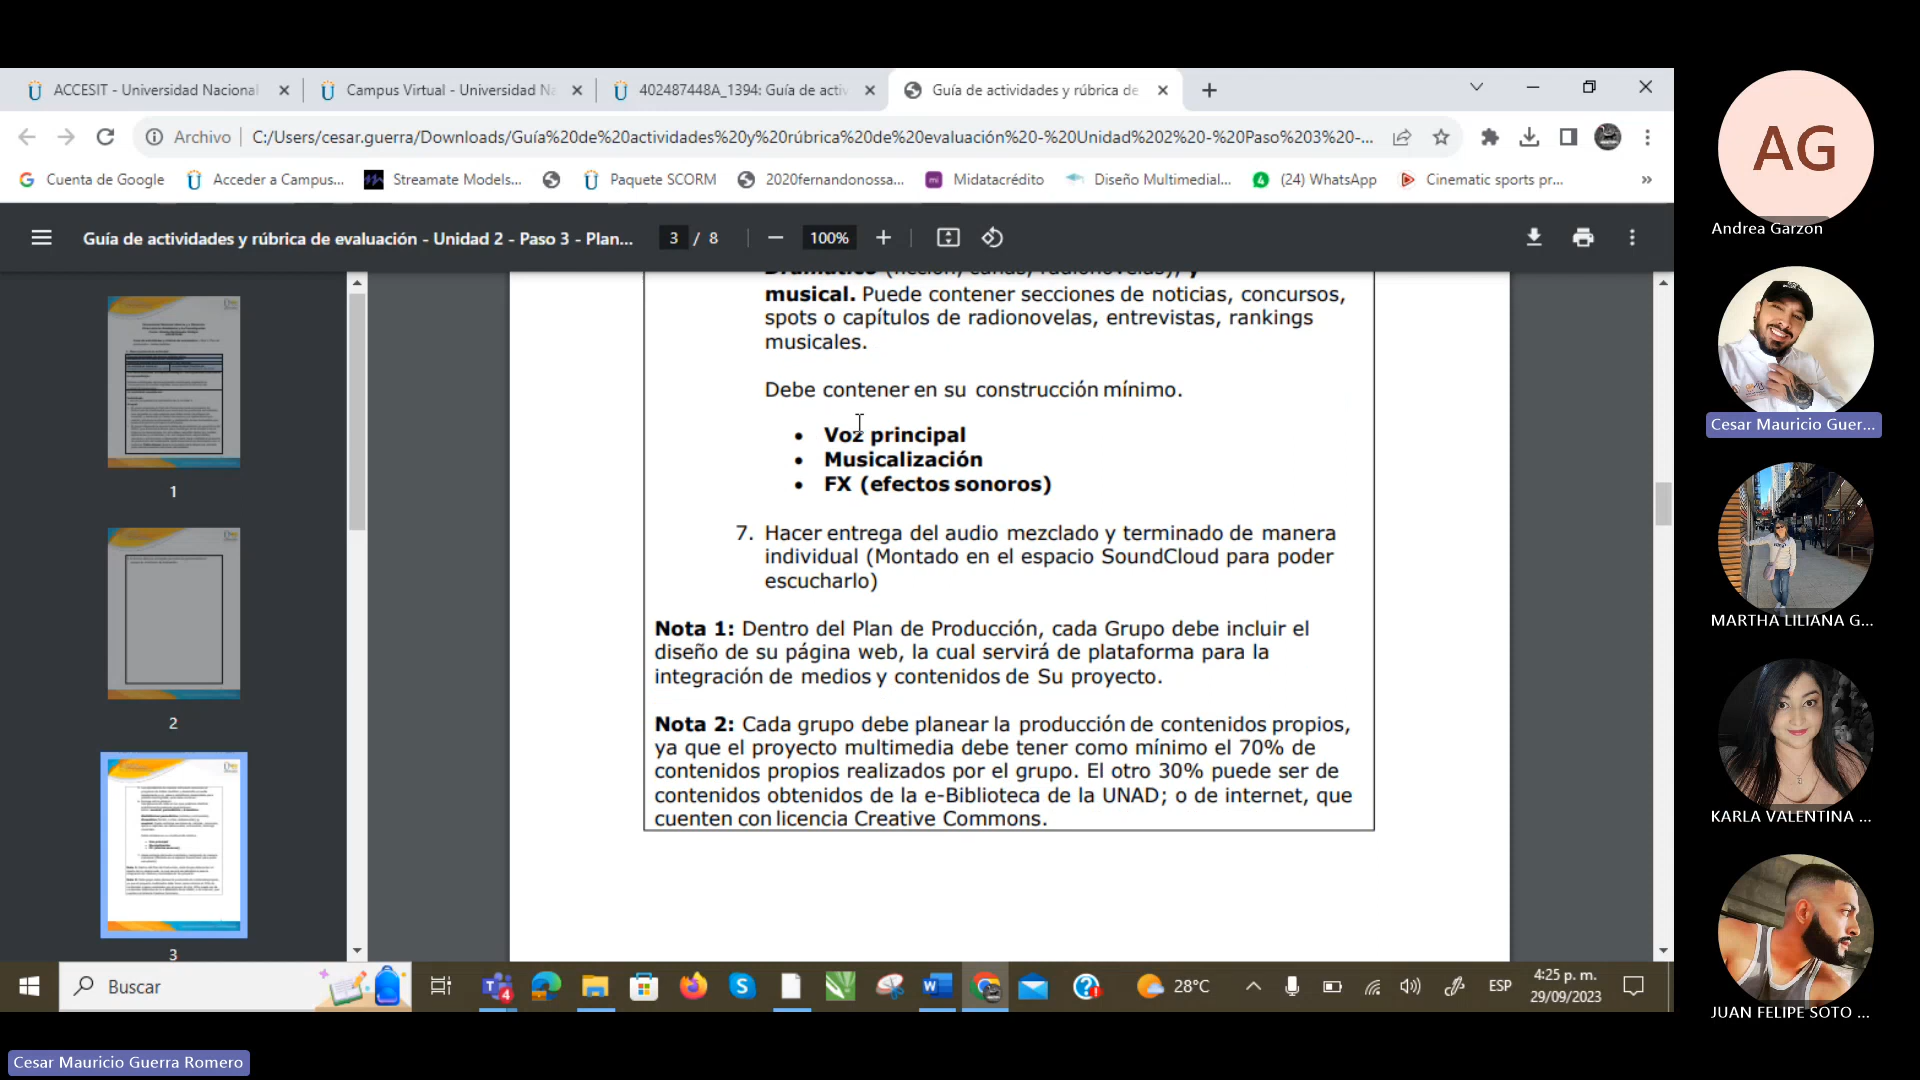 ACCESIT - Universidad Nacional
Campus Virtual - Universidad Na
402487448A_1394: Guía de activ
Guía de actividades y rúbrica de
Archivo
C:/Users/cesar.guerra/Downloads/Guía%20de%20actividades%20y%20rúbrica%20de%20evaluación%20-%20Unidad%202%20-%20Paso%203%20-...
Cuenta de Google
Acceder a Campus...
Streamate Models...
Paquete SCORM
2020fernandonossa...
Midatacrédito
Diseño Multimedial...
(24) WhatsApp
Cinematic sports pr...
»
Guía de actividades y rúbrica de evaluación - Unidad 2 - Paso 3 - Plan...
3 / 8
100%
musical. Puede contener secciones de noticias, concursos,
spots o capítulos de radionovelas, entrevistas, rankings
musicales.
Debe contener en su construcción mínimo.
• Voz principal
• Musicalización
• FX (efectos sonoros)
7. Hacer entrega del audio mezclado y terminado de manera
individual (Montado en el espacio SoundCloud para poder
escucharlo)
Nota 1: Dentro del Plan de Producción, cada Grupo debe incluir el
diseño de su página web, la cual servirá de plataforma para la
integración de medios y contenidos de Su proyecto.
Nota 2: Cada grupo debe planear la producción de contenidos propios,
ya que el proyecto multimedia debe tener como mínimo el 70% de
contenidos propios realizados por el grupo. El otro 30% puede ser de
contenidos obtenidos de la e-Biblioteca de la UNAD; o de internet, que
cuenten con licencia Creative Commons.
1
2
3
Buscar
4
28°C
ESP
4:25 p. m.
29/09/2023
AG
Andrea Garzon
Cesar Mauricio Guer...
MARTHA LILIANA G...
KARLA VALENTINA ...
JUAN FELIPE SOTO ...
Cesar Mauricio Guerra Romero